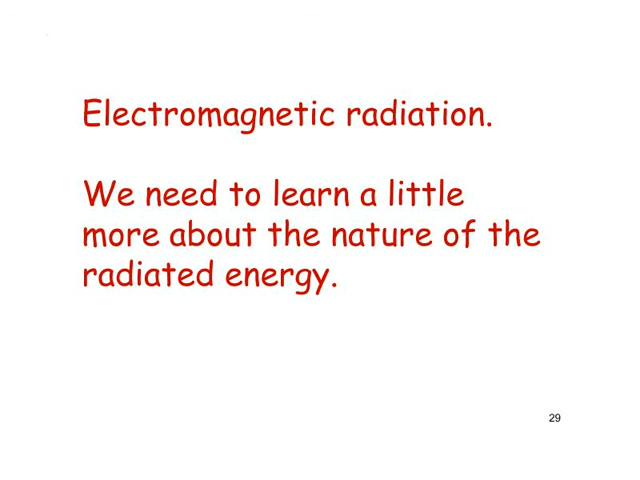 Electromagnetic radiation.
We need to learn a little
more about the nature of the
radiated energy.
29